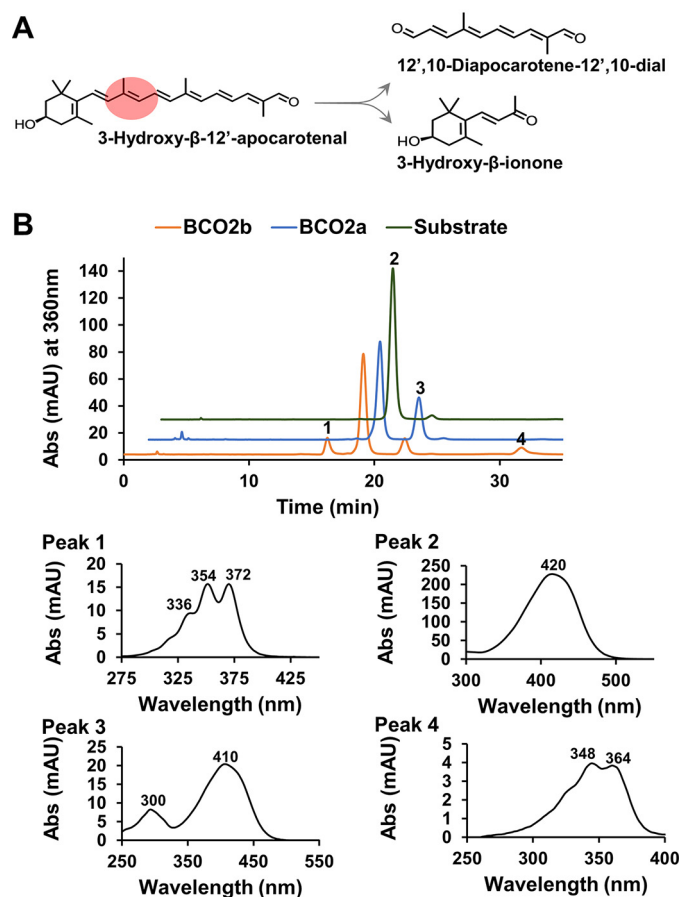 A
O
O
12',10-Diapocarotene-12',10-dial
O
HO
3-Hydroxy-β-12'-apocarotenal
O
HO
3-Hydroxy-β-ionone
B
BCO2b BCO2a Substrate
Abs (mAU) at 360nm
140
120
100
80
60
40
20
0
2
3
1
4
0 10 20 30
Time (min)
Peak 1
Abs (mAU)
20
15
10
5
0
336 354 372
275 325 375 425
Wavelength (nm)
Peak 2
Abs (mAU)
250
200
150
100
50
0
420
300 400 500
Wavelength (nm)
Peak 3
Abs (mAU)
25
20
15
10
5
0
300 410
250 350 450 550
Wavelength (nm)
Peak 4
Abs (mAU)
5
4
3
2
1
0
348 364
250 300 350 400
Wavelength (nm)